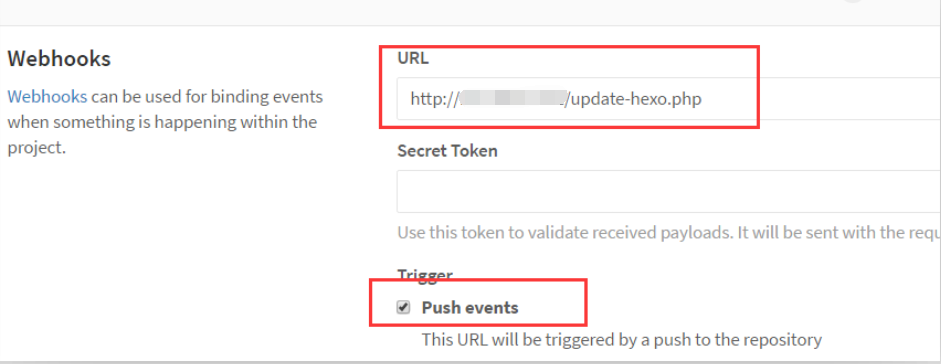 Webhooks
Webhooks can be used for binding events
when something is happening within the
project.
URL
http:// /update-hexo.php
Secret Token
Use this token to validate received payloads. It will be sent with the
Trigger
Push events
This URL will be triggered by a push to the repository